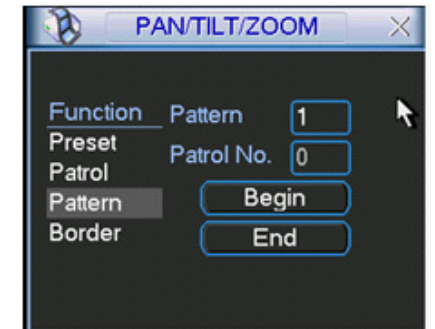 PAN/TILT/ZOOM
Function
Preset
Patrol
Pattern
Border
Pattern 1
Patrol No. 0
Begin
End